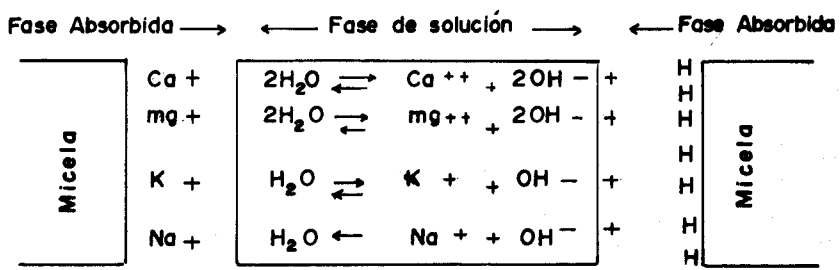 Fase Absorbida → ← Fase de solución → ← Fase Absorbida
Micela
Ca + 2H₂O ⇄ Ca ++ + 2OH − + H
H
mg + 2H₂O ⇄ mg ++ + 2OH - + H
H
K + H₂O ⇄ K + + OH − + H
Na + H₂O ← Na + + OH − + H
H
Micela